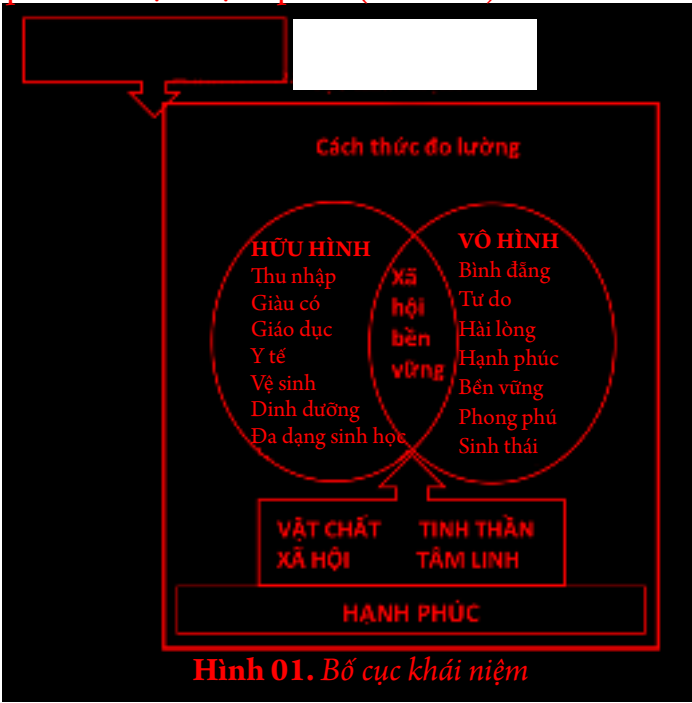 Cách thức đo lường
HỮU HÌNH
Thu nhập
Giàu có
Giáo dục
Y tế
Vệ sinh
Dinh dưỡng
Đa dạng sinh học
Xã
hội
bền
vững
VÔ HÌNH
Bình đẳng
Tư do
Hài lòng
Hạnh phúc
Bền vững
Phong phú
Sinh thái
VẬT CHẤT TINH THẦN
XÃ HỘI TÂM LINH
HẠNH PHÚC
Hình 01. Bố cục khái niệm